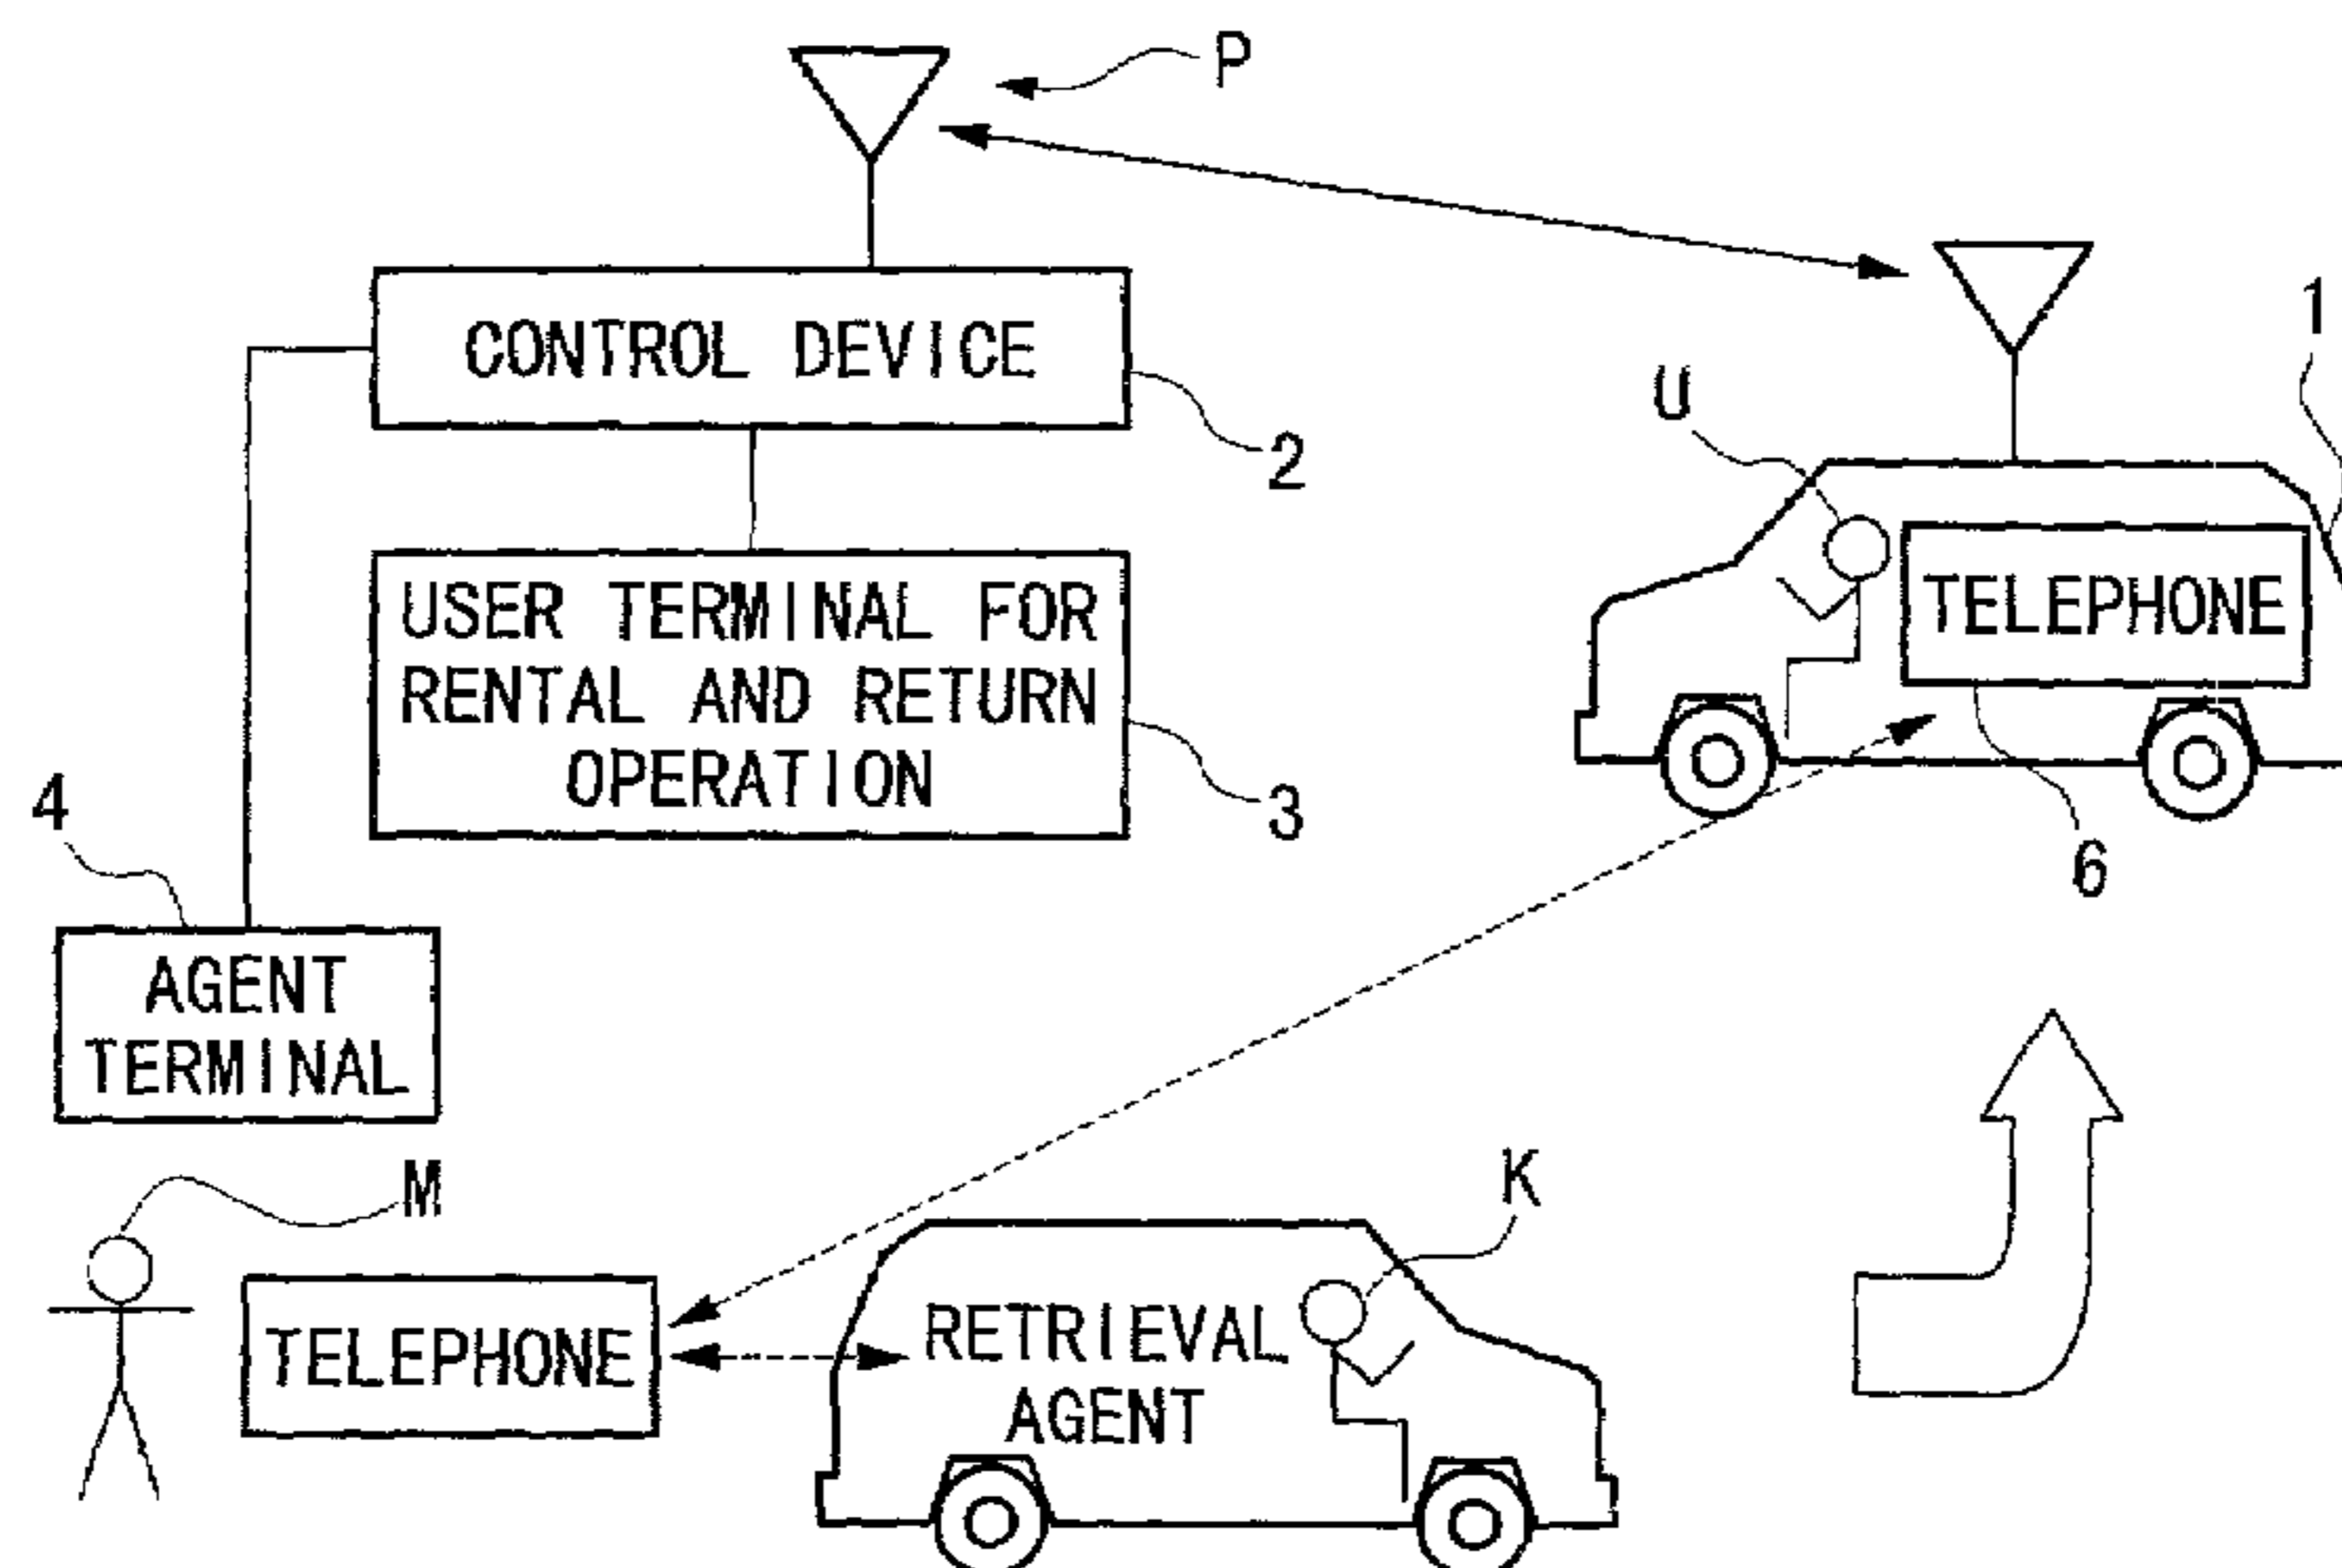 P
1
CONTROL DEVICE
U
2
TELEPHONE
USER TERMINAL FOR
RENTAL AND RETURN
OPERATION
4
3
6
AGENT
TERMINAL
M
K
TELEPHONE
RETRIEVAL
AGENT